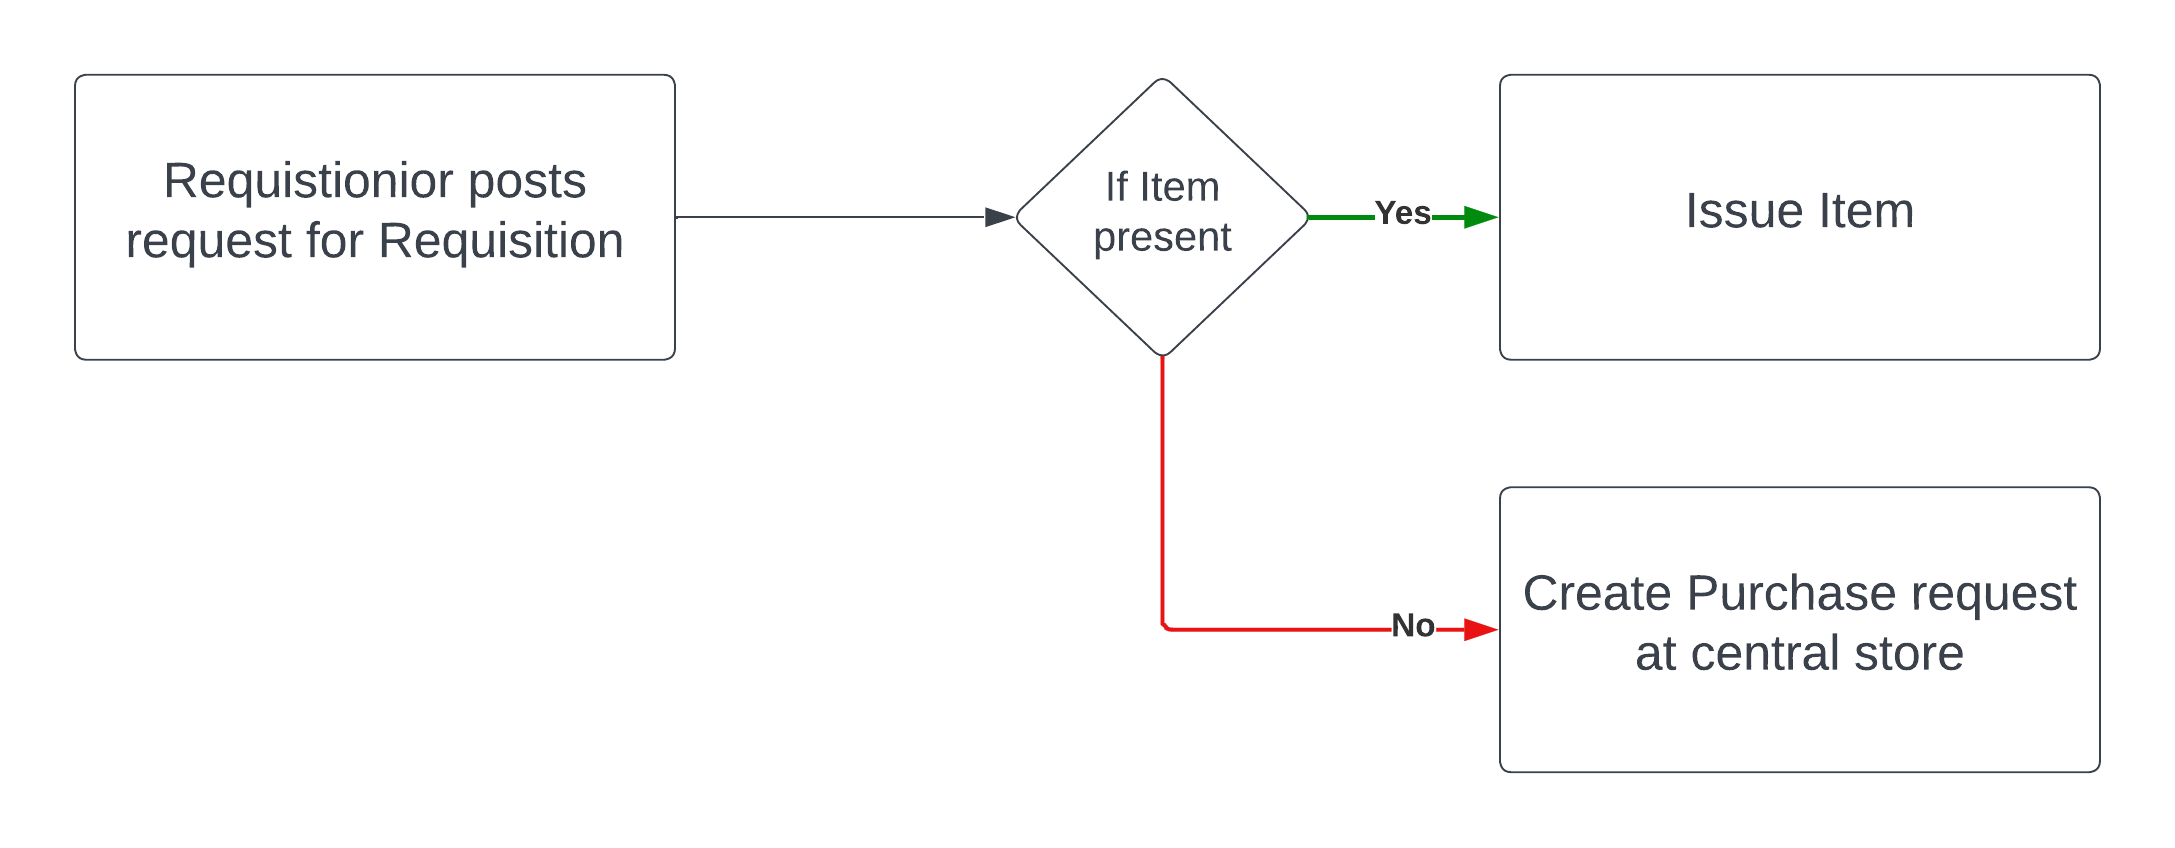 Requistionior posts
request for Requisition
If Item
present
Yes
Issue Item
No
Create Purchase request
at central store